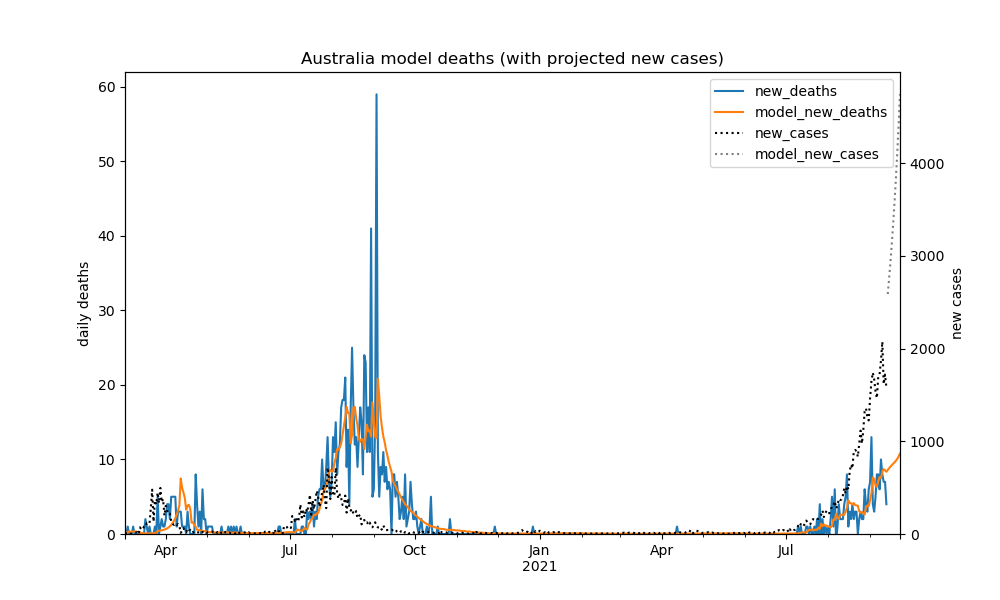 Australia model deaths (with projected new cases)
new_deaths
model_new_deaths
new_cases
model_new_cases
daily deaths
60
50
40
30
20
10
0
new cases
4000
3000
2000
1000
0
Apr
Jul
Oct
Jan
2021
Apr
Jul